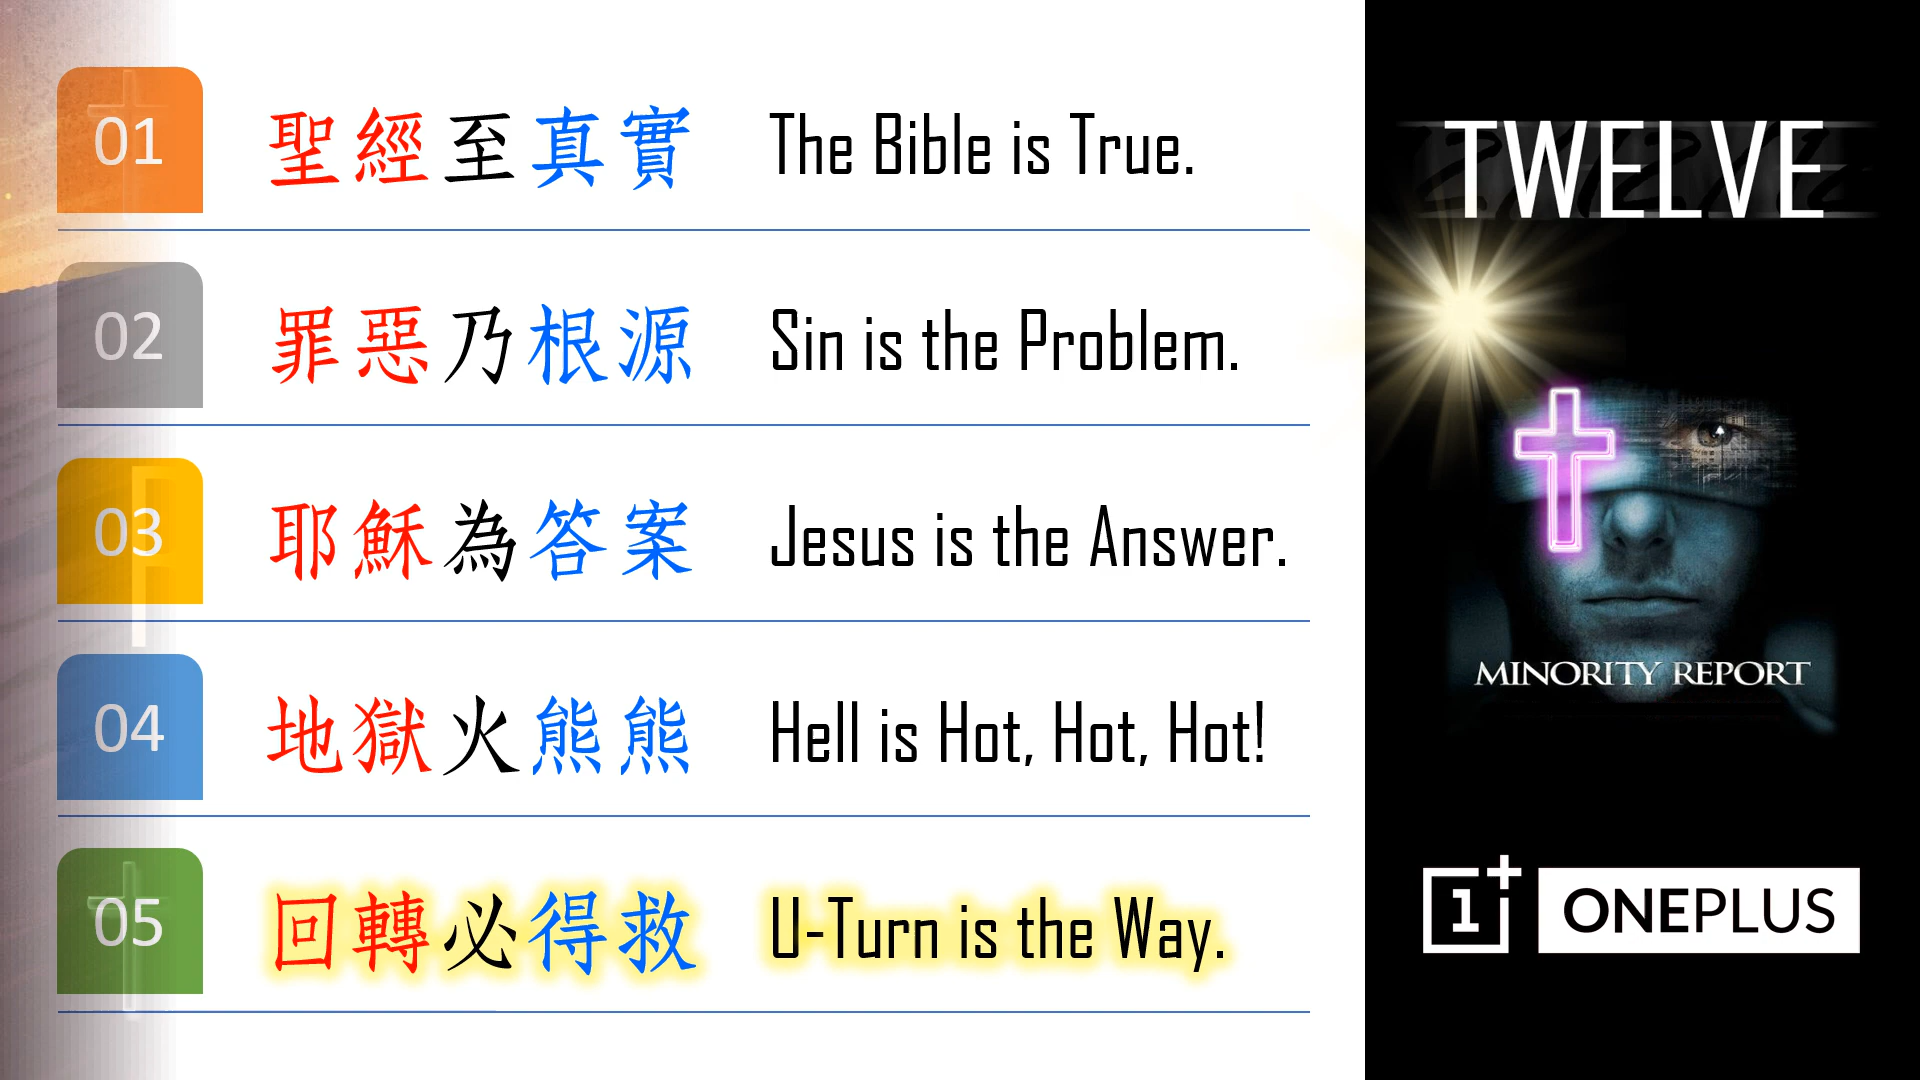 01 聖經至真實 The Bible is True.
02 罪惡乃根源 Sin is the Problem.
03 耶穌為答案 Jesus is the Answer.
04 地獄火熊熊 Hell is Hot, Hot, Hot!
05 回轉必得救 U-Turn is the Way.
TWELVE
MINORITY REPORT
1+ ONEPLUS